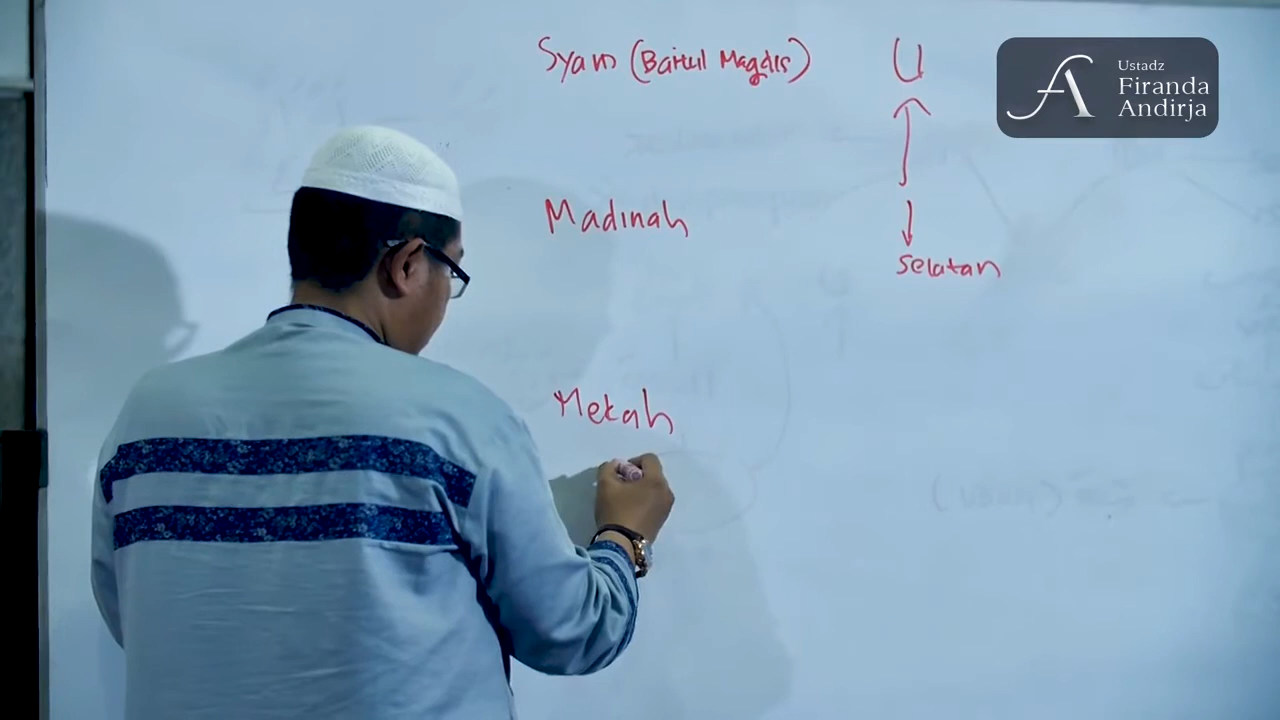 Syam (Baitul Maqdis) U
Madinah
selatan
Mekah
Ustadz
Firanda
Andirja